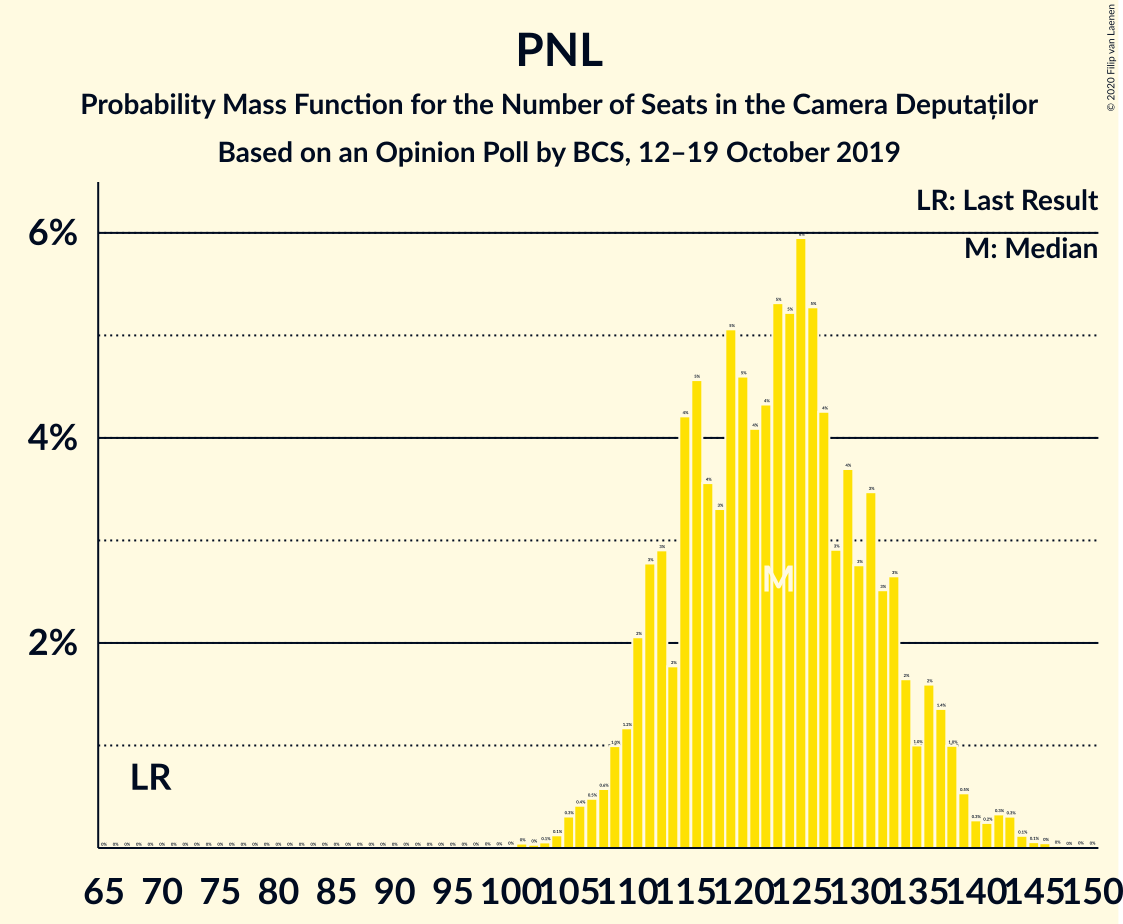 PNL
Probability Mass Function for the Number of Seats in the Camera Deputaților
Based on an Opinion Poll by BCS, 12–19 October 2019
© 2020 Filip van Laenen
LR: Last Result
M: Median
6%
4%
2%
LR
M
65 70 75 80 85 90 95 100 105 110 115 120 125 130 135 140 145 150